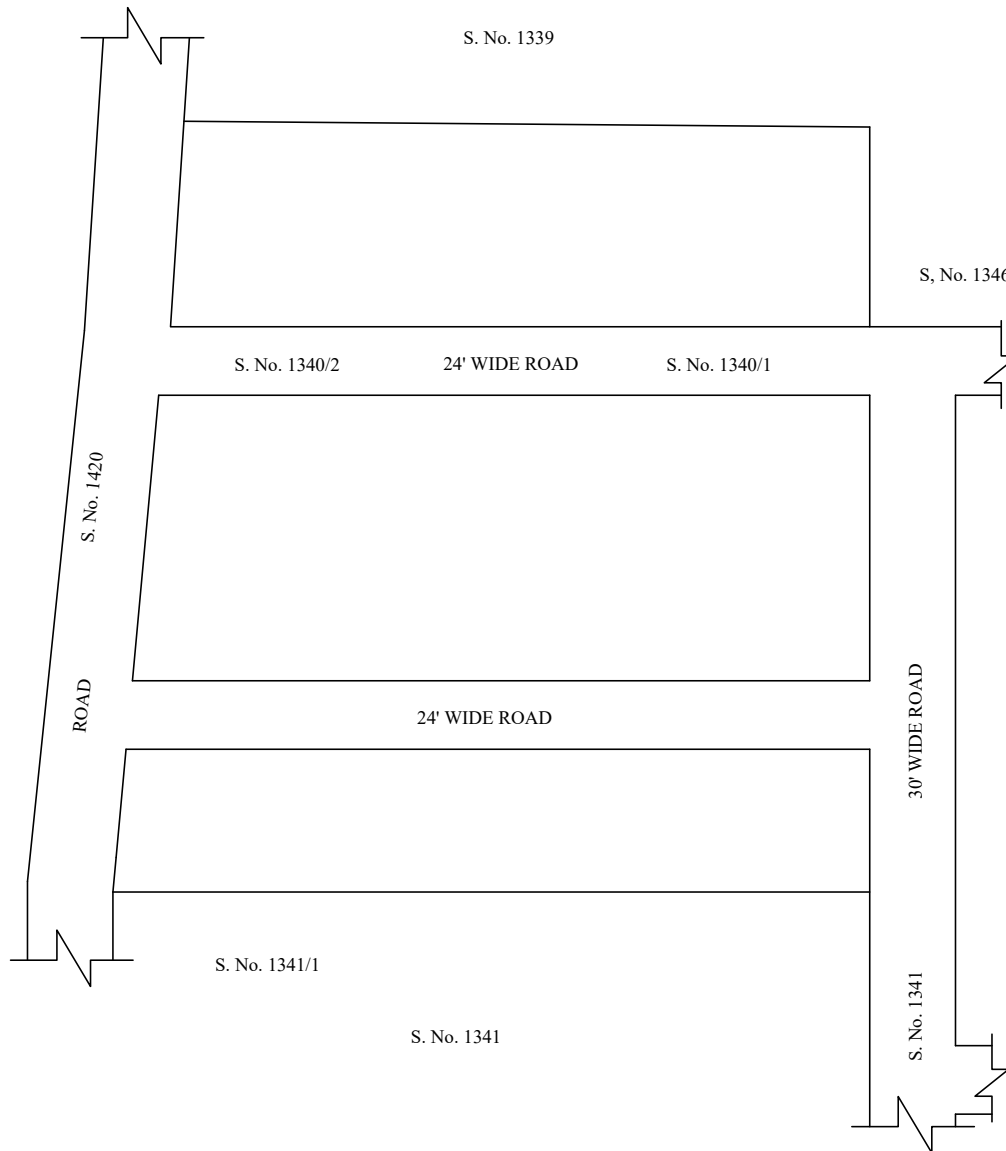 S. No. 1339
S, No. 1346
S. No. 1340/2
24' WIDE ROAD
S. No. 1340/1
S. No. 1420
ROAD
24' WIDE ROAD
30' WIDE ROAD
S. No. 1341/1
S. No. 1341
S. No. 1341